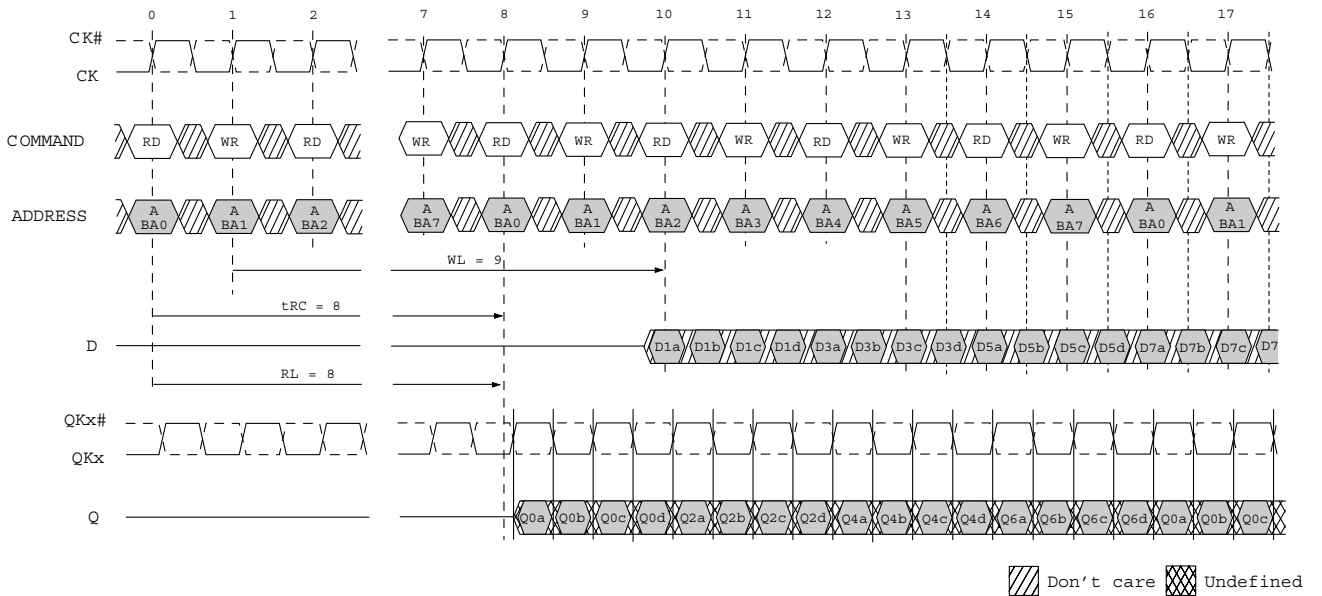 0 1 2 7 8 9 10 11 12 13 14 15 16 17
CK#
CK
COMMAND RD WR RD WR RD WR RD WR RD WR RD WR RD WR
ADDRESS A A A A A A A A A A A A A A
BA0 BA1 BA2 BA7 BA0 BA1 BA2 BA3 BA4 BA5 BA6 BA7 BA0 BA1
WL = 9
tRC = 8
D D1a D1b D1c D1d D3a D3b D3c D3d D5a D5b D5c D5d D7a D7b D7c D7
RL = 8
QKx#
QKx
Q Q0a Q0b Q0c Q0d Q2a Q2b Q2c Q2d Q4a Q4b Q4c Q4d Q6a Q6b Q6c Q6d Q0a Q0b Q0c
Don't care Undefined